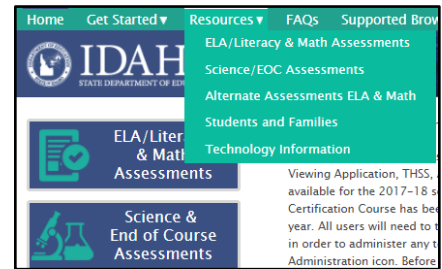 Home Get Started ▾ Resources ▾ FAQs Supported Brow
ELA/Literacy & Math Assessments
Science/EOC Assessments
Alternate Assessments ELA & Math
Students and Families
Technology Information
IDAH
STATE DEPARTMENT OF ED
ELA/Liter
& Math
Assessments
Science &
End of Course
Assessments
Viewing Application, THSS,
available for the 2017-18 s
Certification Course has bee
year. All users will need to t
in order to administer any t
Administration icon. Before